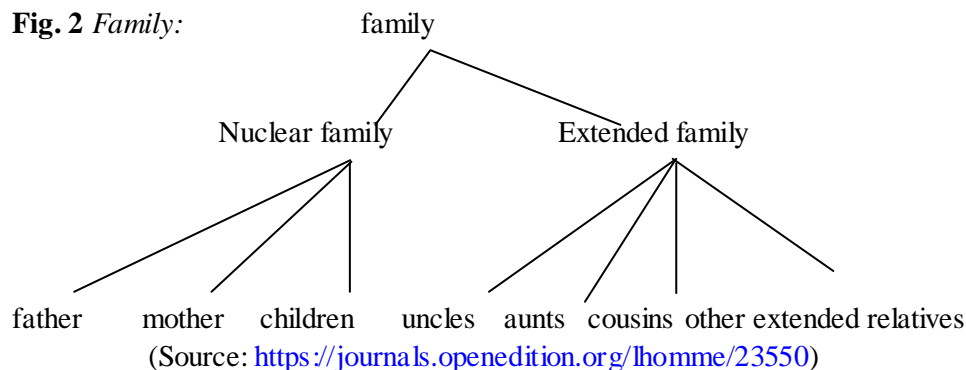 Fig. 2 Family: family
Nuclear family Extended family
father mother children uncles aunts cousins other extended relatives
(Source: https://journals.openedition.org/lhomme/23550)